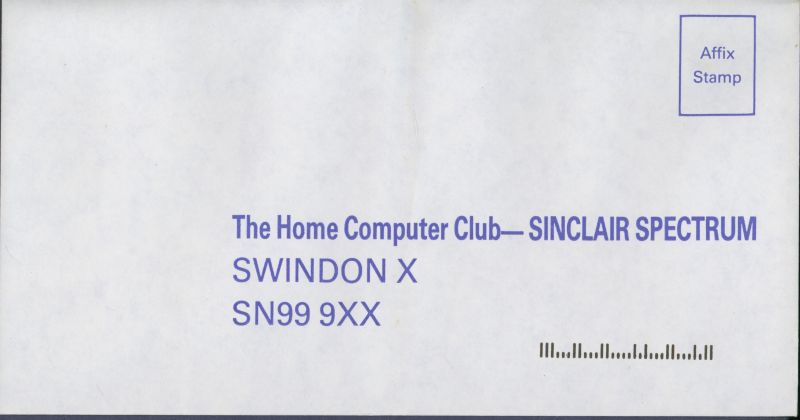 Affix
Stamp
The Home Computer Club— SINCLAIR SPECTRUM
SWINDON X
SN99 9XX